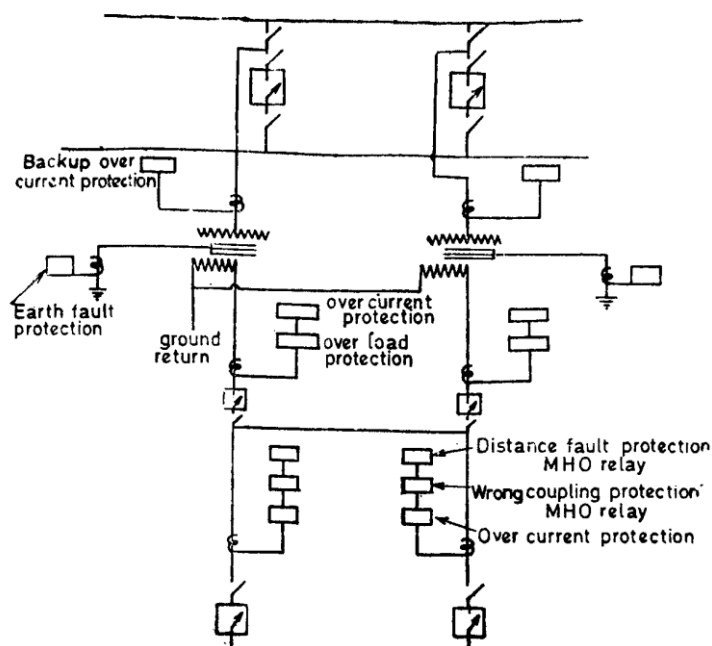 Backup over
current protection
Earth fault
protection
ground
return
over current
protection
over load
protection
Distance fault protection
MHO relay
Wrong coupling protection
MHO relay
Over current protection